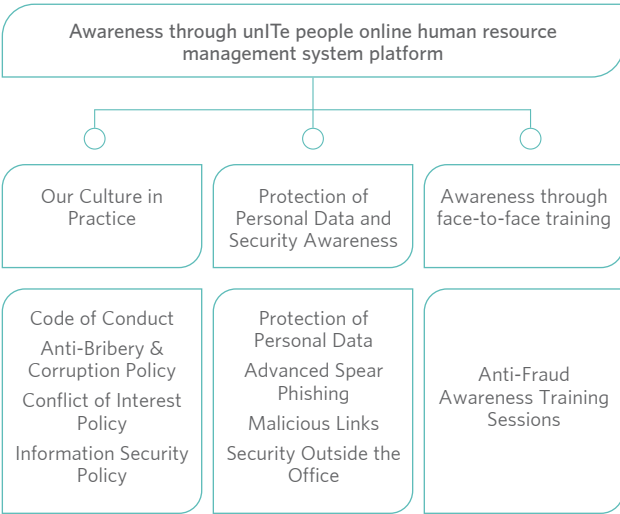 Awareness through unITe people online human resource
management system platform
Our Culture in
Practice
Protection of
Personal Data and
Security Awareness
Awareness through
face-to-face training
Code of Conduct
Anti-Bribery &
Corruption Policy
Conflict of Interest
Policy
Information Security
Policy
Protection of
Personal Data
Advanced Spear
Phishing
Malicious Links
Security Outside the
Office
Anti-Fraud
Awareness Training
Sessions